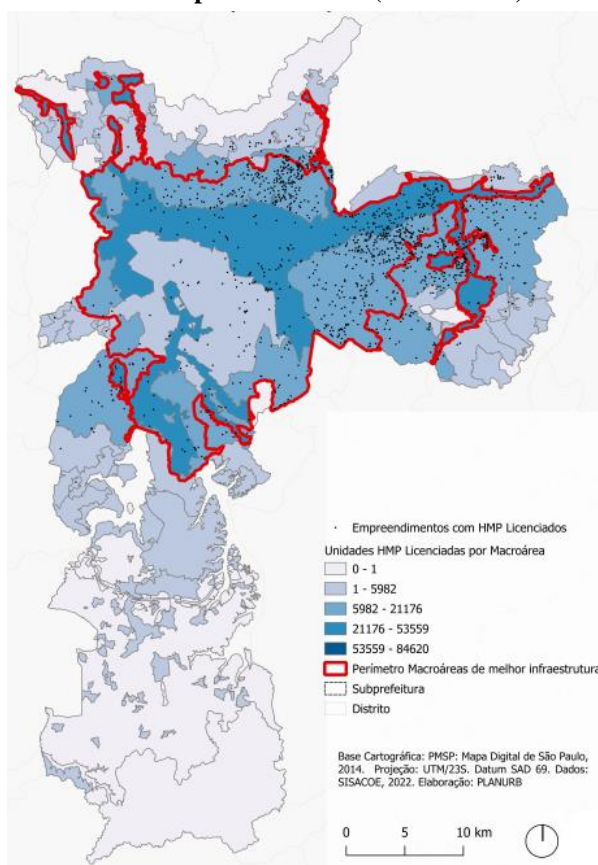 Empreendimentos com HMP Licenciados
Unidades HMP Licenciadas por Macroárea
0 - 1
1 - 5982
5982 - 21176
21176 - 53559
53559 - 84620
Perímetro Macroáreas de melhor infraestrutura
Subprefeitura
Distrito
Base Cartográfica: PMSP: Mapa Digital de São Paulo,
2014. Projeção: UTM/23S. Datum SAD 69. Dados:
SISACOE, 2022. Elaboração: PLANURB
0 5 10 km